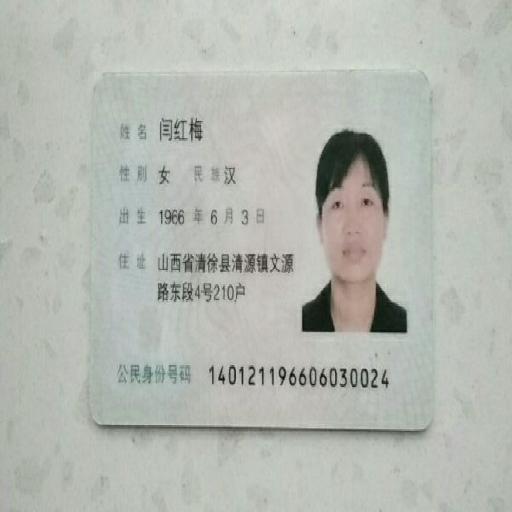 姓名 闫红梅
性别 女 民族 汉
出生 1966 年 6 月 3 日
住址 山西省清徐县清源镇文源
路东段4号210户
公民身份号码 140121196606030024